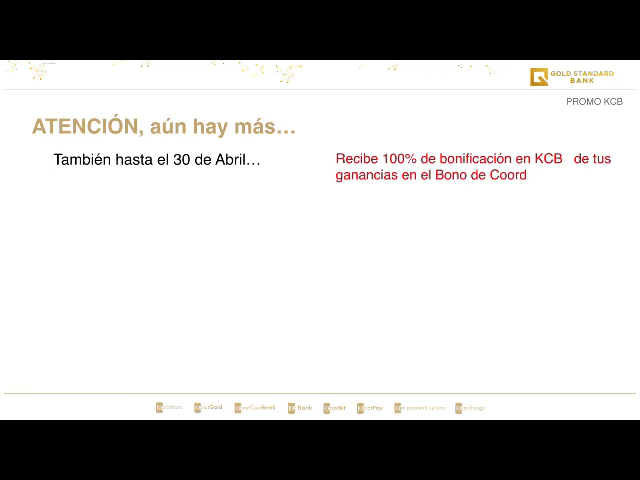 GOLD STANDARD
BANK
PROMO KCB
ATENCIÓN, aún hay más…
También hasta el 30 de Abril…
Recibe 100% de bonificación en KCB de tus
ganancias en el Bono de Coord